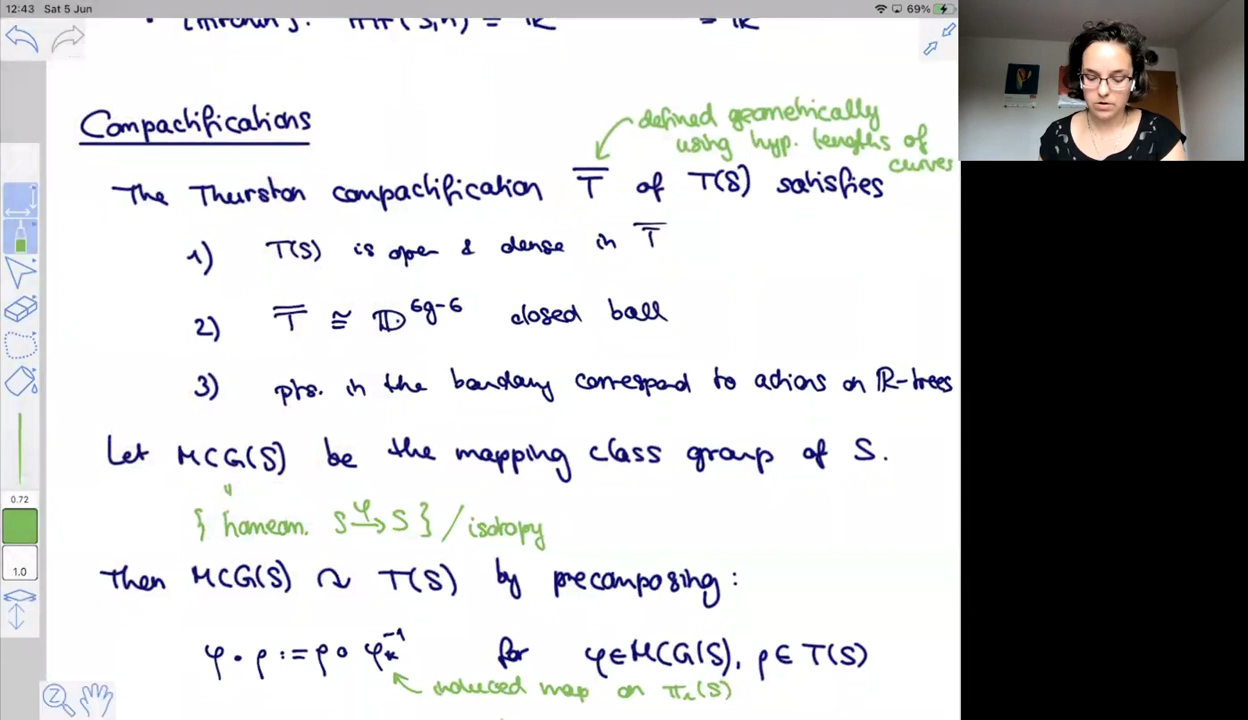 12:43 Sat 5 Jun
69%
Compactifications
defined geometrically
using hyp. lengths of
curves
The Thurston compactification T̅ of T(S) satisfies
1) T(S) is open & dense in T̅
2) T̅ ≅ 𝔻^{6g-6} closed ball
3) pts. in the boundary correspond to actions on ℝ-trees
Let MCG(S) be the mapping class group of S.
{ homeom. S →^φ S } / isotopy
Then MCG(S) ↷ T(S) by precomposing :
φ · ρ := ρ ∘ φ_*^{-1} for φ ∈ MCG(S), ρ ∈ T(S)
induced map on π_1(S)
0.72
1.0